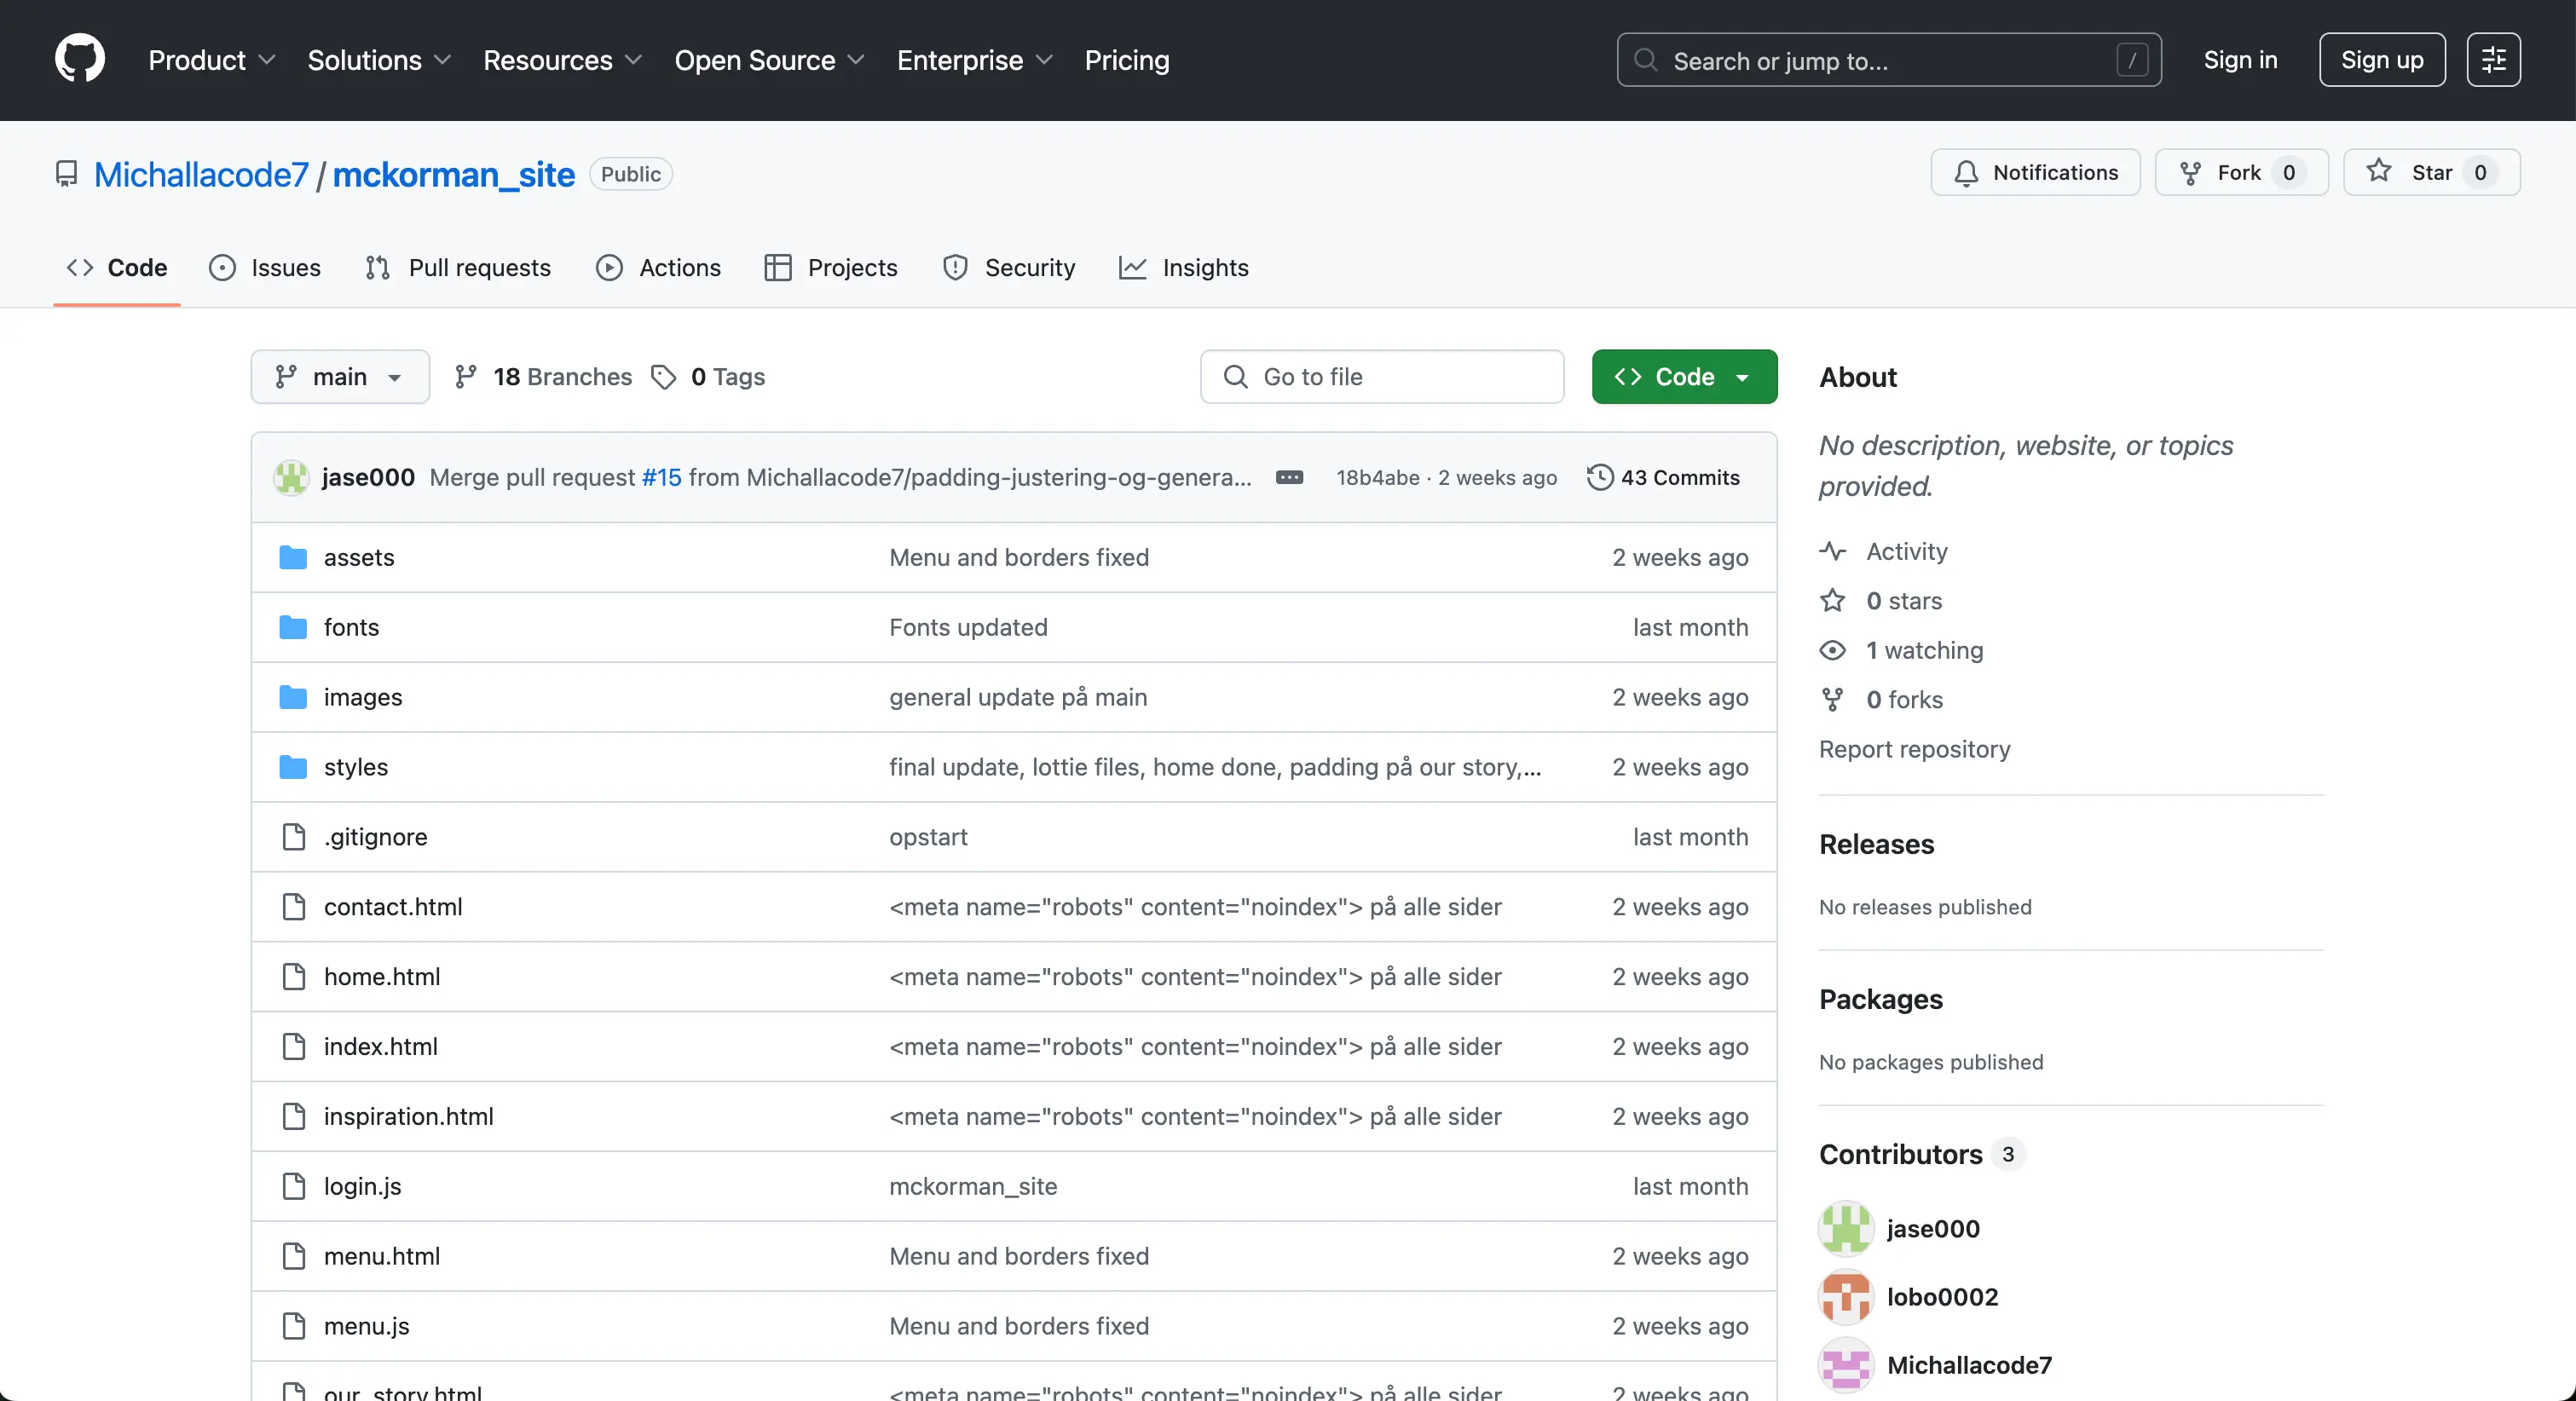 Product Solutions Resources Open Source Enterprise Pricing Search or jump to... / Sign in Sign up
Michallacode7 / mckorman_site Public Notifications Fork 0 Star 0
Code Issues Pull requests Actions Projects Security Insights
main 18 Branches 0 Tags Go to file Code
jase000 Merge pull request #15 from Michallacode7/padding-justering-og-genera... 18b4abe · 2 weeks ago 43 Commits
assets Menu and borders fixed 2 weeks ago
fonts Fonts updated last month
images general update på main 2 weeks ago
styles final update, lottie files, home done, padding på our story,... 2 weeks ago
.gitignore opstart last month
contact.html <meta name="robots" content="noindex"> på alle sider 2 weeks ago
home.html <meta name="robots" content="noindex"> på alle sider 2 weeks ago
index.html <meta name="robots" content="noindex"> på alle sider 2 weeks ago
inspiration.html <meta name="robots" content="noindex"> på alle sider 2 weeks ago
login.js mckorman_site last month
menu.html Menu and borders fixed 2 weeks ago
menu.js Menu and borders fixed 2 weeks ago
our_story.html <meta name="robots" content="noindex"> på alle sider 2 weeks ago
About
No description, website, or topics
provided.
Activity
0 stars
1 watching
0 forks
Report repository
Releases
No releases published
Packages
No packages published
Contributors 3
jase000
lobo0002
Michallacode7